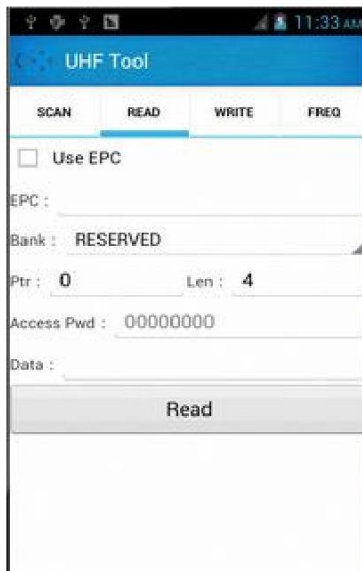 11:33 AM
UHF Tool
SCAN READ WRITE FREQ
Use EPC
EPC :
Bank : RESERVED
Ptr : 0 Len : 4
Access Pwd : 00000000
Data :
Read